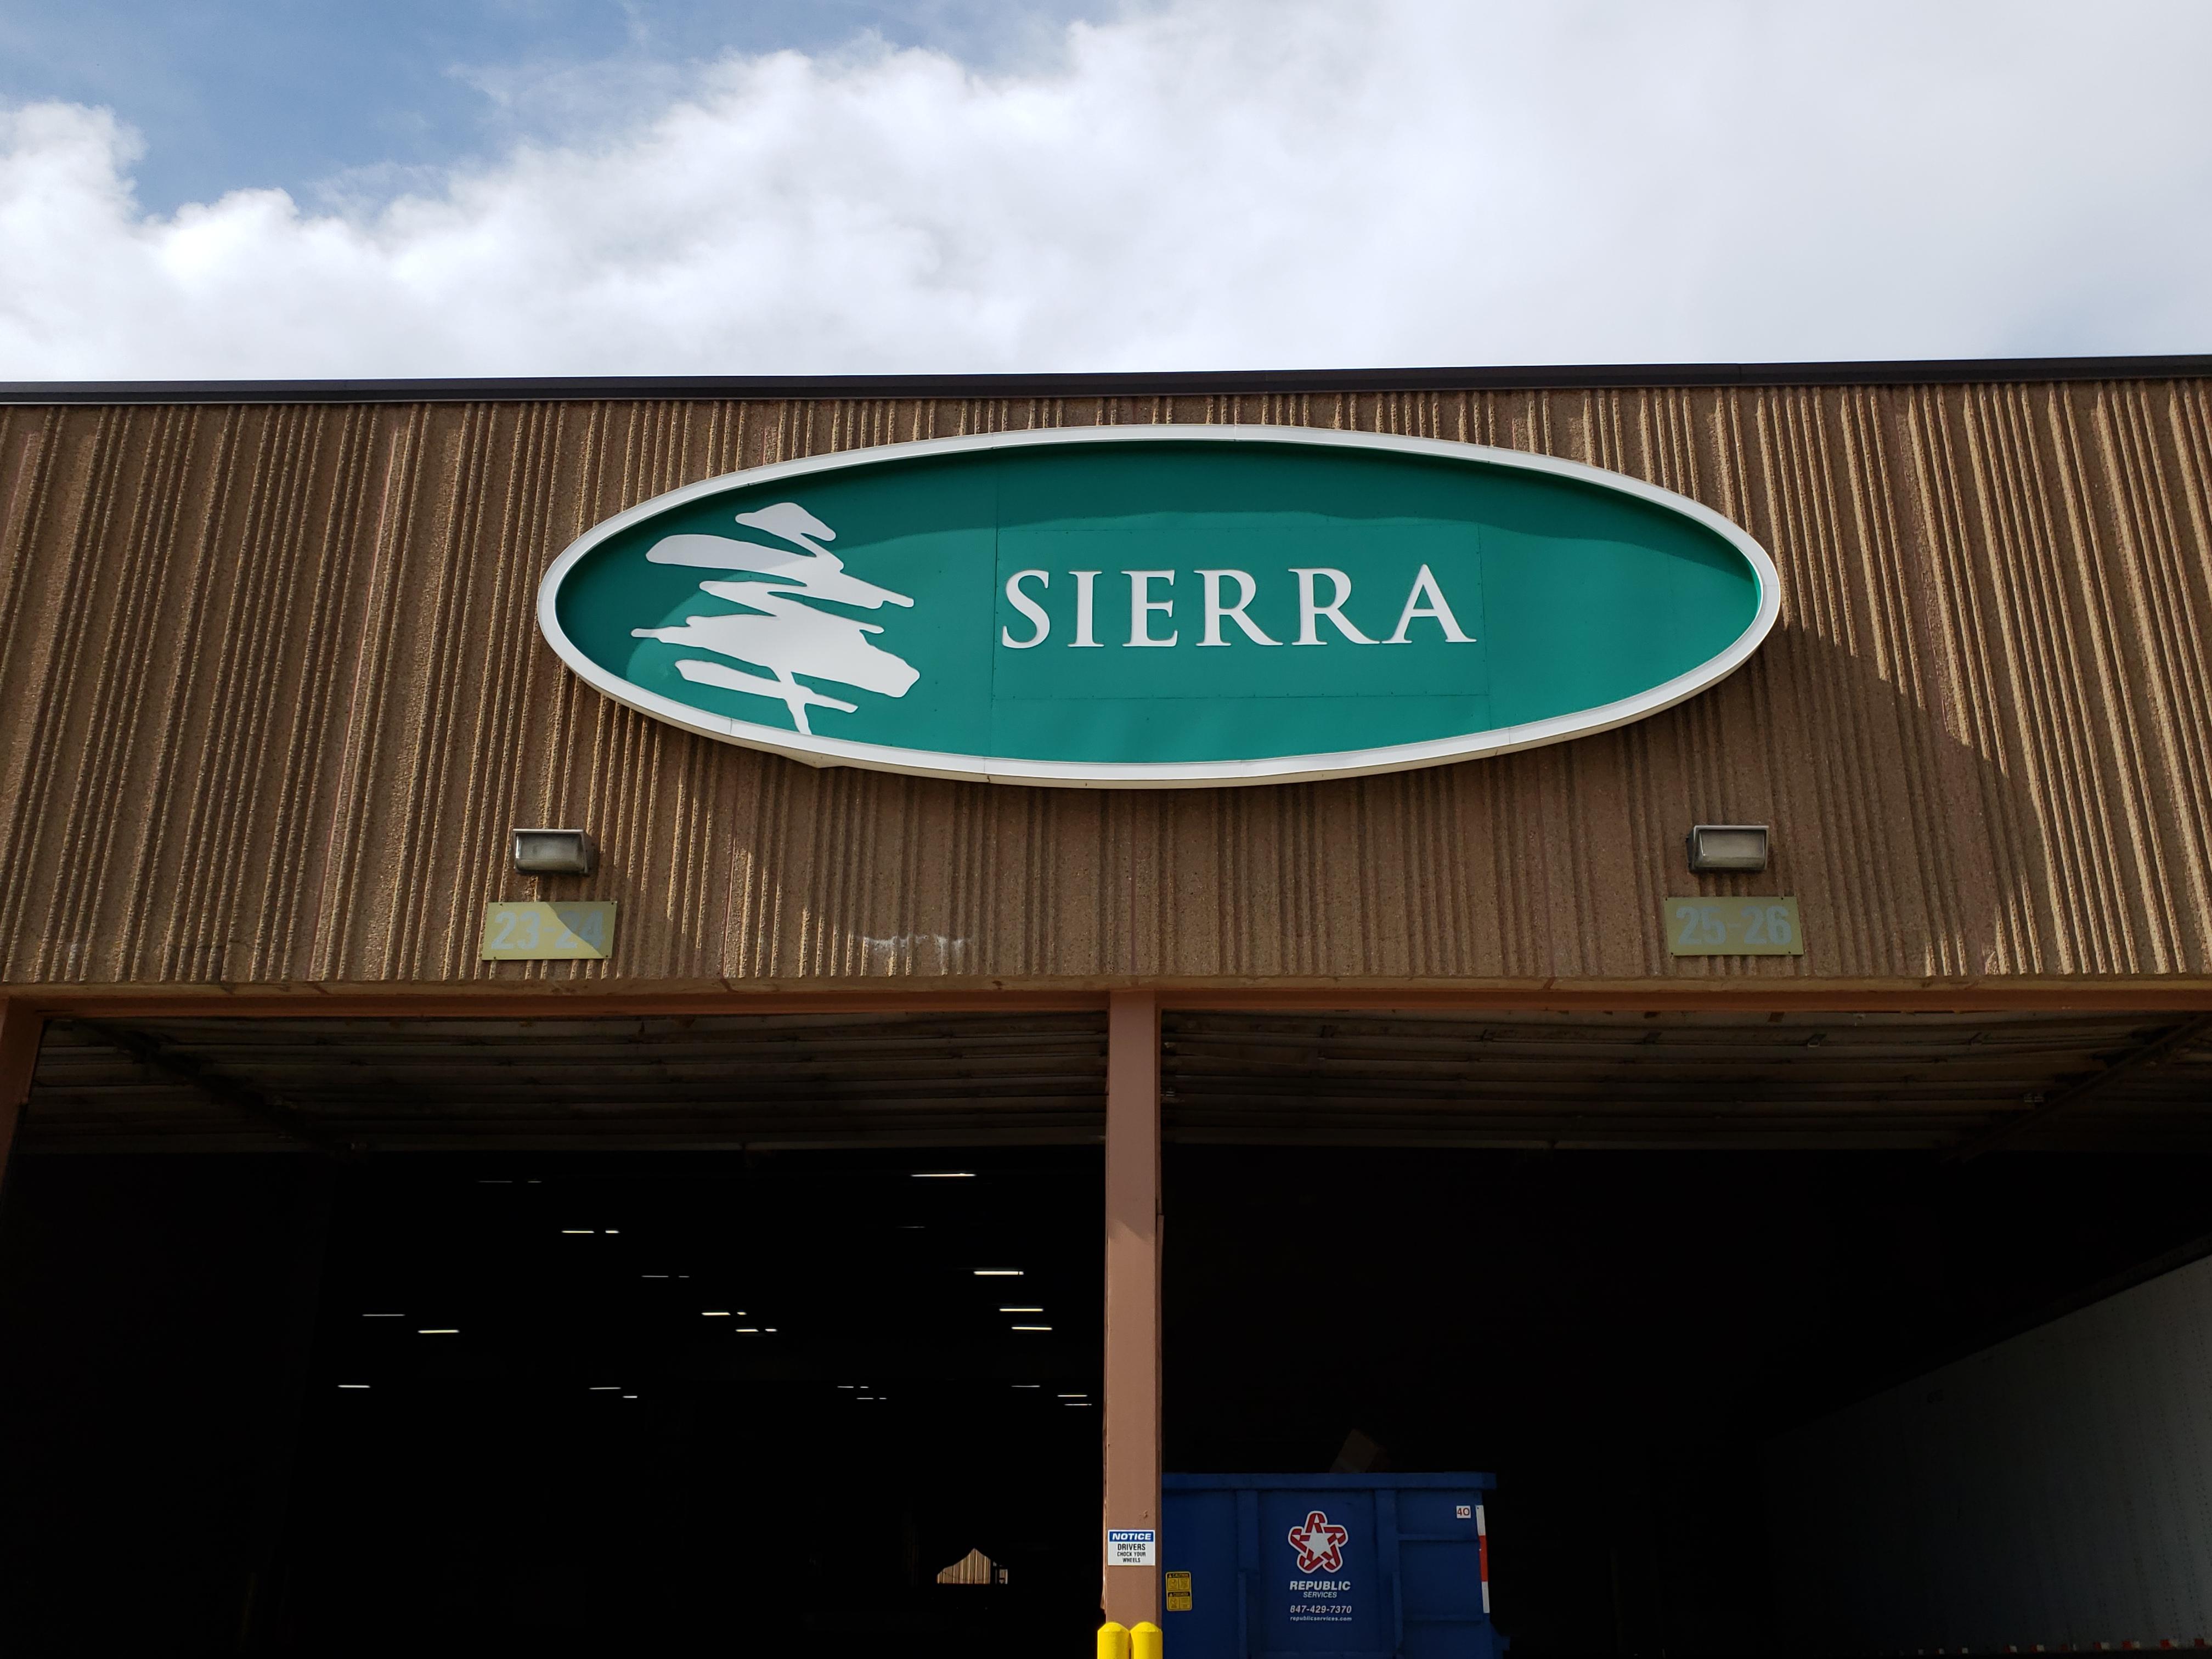 SIERRA
23-24
25-26
NOTICE
DRIVERS
CHOCK YOUR
WHEELS
40
REPUBLIC
SERVICES
847-429-7370
republicservices.com